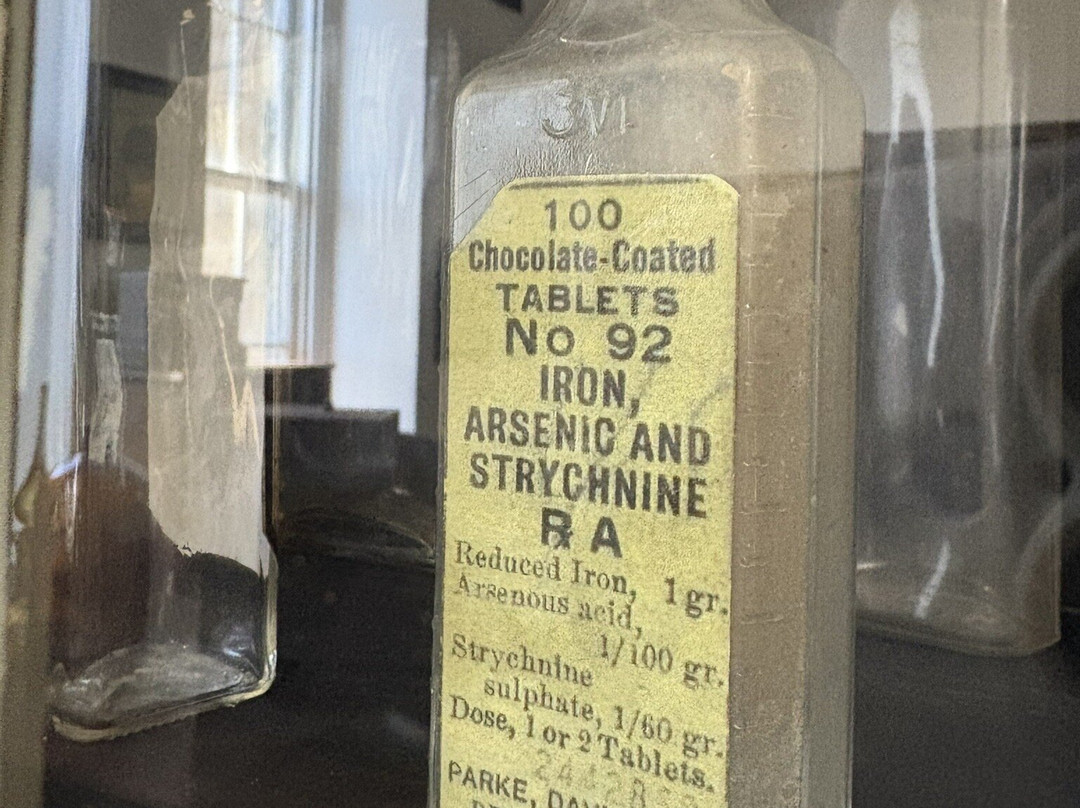 ʒVI
100
Chocolate-Coated
TABLETS
No 92
IRON,
ARSENIC AND
STRYCHNINE
℞ A
Reduced Iron, 1 gr.
Arsenous acid,
1/100 gr.
Strychnine
sulphate, 1/60 gr.
Dose, 1 or 2 Tablets.
PARKE,